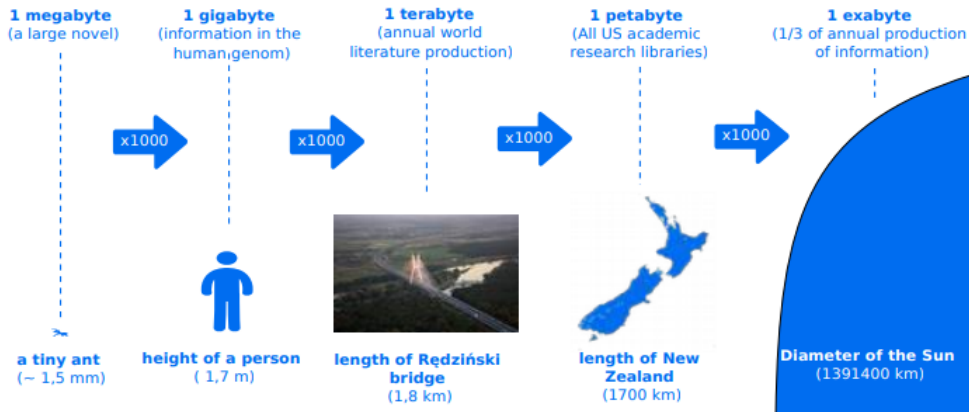 1 megabyte
(a large novel)
1 gigabyte
(information in the
human genom)
1 terabyte
(annual world
literature production)
1 petabyte
(All US academic
research libraries)
1 exabyte
(1/3 of annual production
of information)
x1000
x1000
x1000
x1000
a tiny ant
(~ 1,5 mm)
height of a person
( 1,7 m)
length of Rędziński
bridge
(1,8 km)
length of New
Zealand
(1700 km)
Diameter of the Sun
(1391400 km)